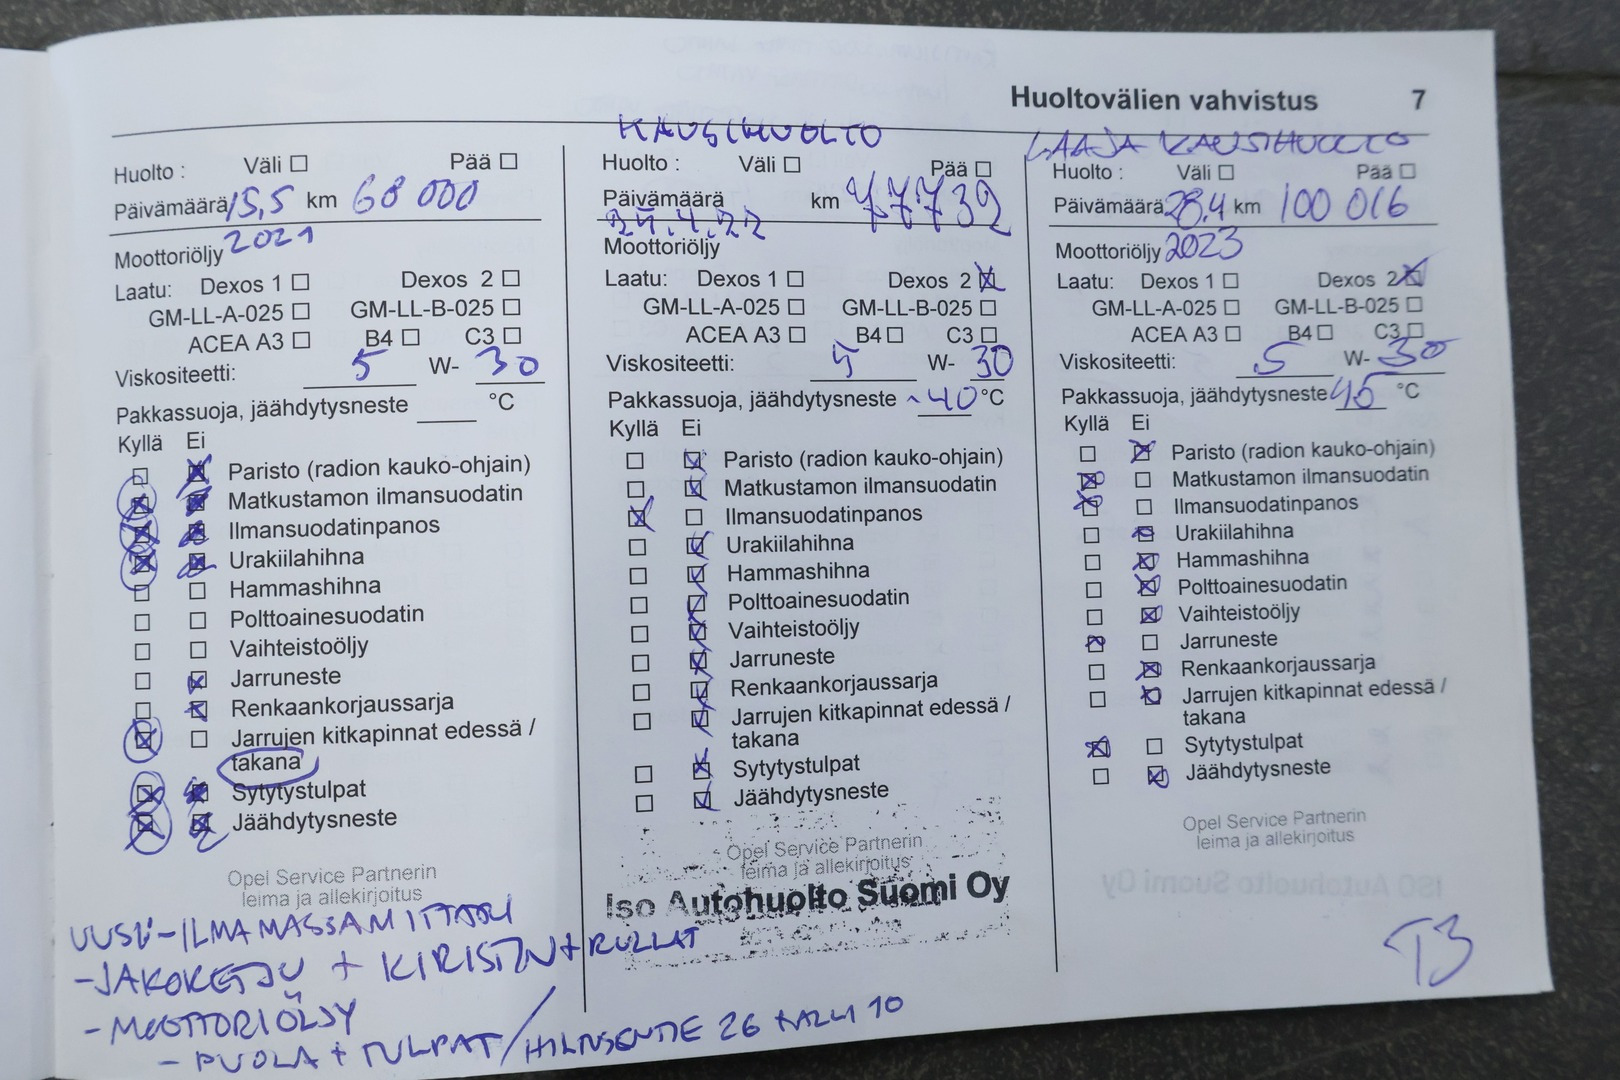 Huoltovälien vahvistus 7
Huolto : Väli Pää
Päivämäärä 15,5 km 68 000
2021
Moottoriöljy
Laatu: Dexos 1 Dexos 2
GM-LL-A-025 GM-LL-B-025
ACEA A3 B4 C3
Viskositeetti: 5 W- 30
Pakkassuoja, jäähdytysneste °C
Kyllä Ei
Paristo (radion kauko-ohjain)
Matkustamon ilmansuodatin
Ilmansuodatinpanos
Urakiilahihna
Hammashihna
Polttoainesuodatin
Vaihteistoöljy
Jarruneste
Renkaankorjaussarja
Jarrujen kitkapinnat edessä /
takana
Sytytystulpat
Jäähdytysneste
Opel Service Partnerin
leima ja allekirjoitus
UUSI - ILMAMASSAMITTARI
- JAKOKETJU + KIRISTIN + RULLAT
- MOOTTORIÖLJY
- PUOLA + TULPAT / 26 KALLI 10
KAUSIHUOLTO
Huolto : Väli Pää
Päivämäärä km 77739
Moottoriöljy
Laatu: Dexos 1 Dexos 2
GM-LL-A-025 GM-LL-B-025
ACEA A3 B4 C3
Viskositeetti: 5 W- 30
Pakkassuoja, jäähdytysneste -40 °C
Kyllä Ei
Paristo (radion kauko-ohjain)
Matkustamon ilmansuodatin
Ilmansuodatinpanos
Urakiilahihna
Hammashihna
Polttoainesuodatin
Vaihteistoöljy
Jarruneste
Renkaankorjaussarja
Jarrujen kitkapinnat edessä /
takana
Sytytystulpat
Jäähdytysneste
Opel Service Partnerin
leima ja allekirjoitus
Iso Autohuolto Suomi Oy
LAAJA KAUSIHUOLTO
Huolto : Väli Pää
Päivämäärä 28.4 km 100 016
Moottoriöljy 2023
Laatu: Dexos 1 Dexos 2
GM-LL-A-025 GM-LL-B-025
ACEA A3 B4 C3
Viskositeetti: 5 W- 30
Pakkassuoja, jäähdytysneste 45 °C
Kyllä Ei
Paristo (radion kauko-ohjain)
Matkustamon ilmansuodatin
Ilmansuodatinpanos
Urakiilahihna
Hammashihna
Polttoainesuodatin
Vaihteistoöljy
Jarruneste
Renkaankorjaussarja
Jarrujen kitkapinnat edessä /
takana
Sytytystulpat
Jäähdytysneste
Opel Service Partnerin
leima ja allekirjoitus